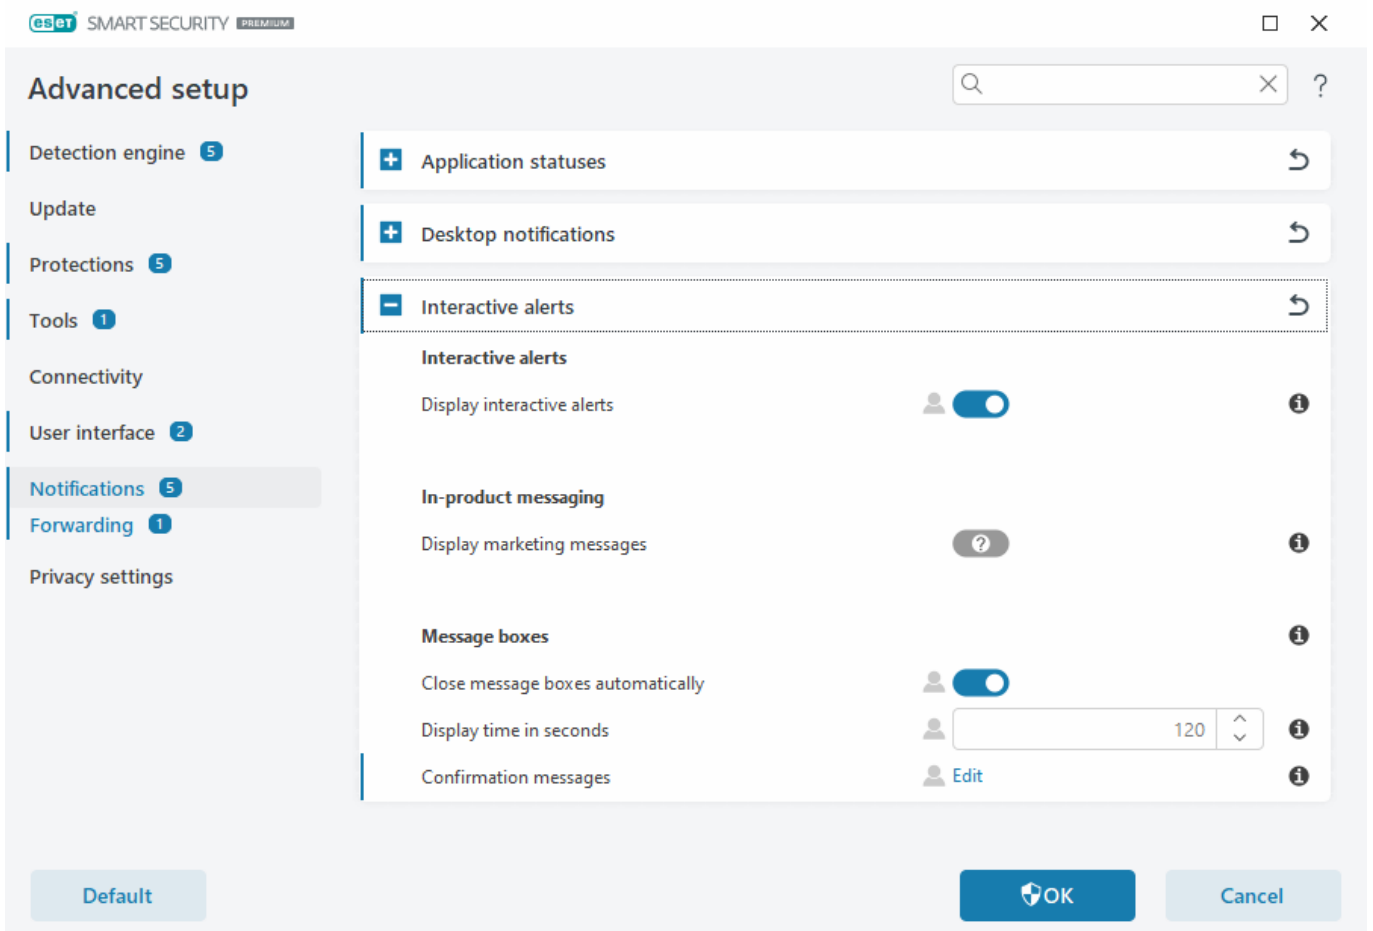 eset SMART SECURITY PREMIUM
Advanced setup
?
Detection engine 5
Update
Protections 5
Tools 1
Connectivity
User interface 2
Notifications 5
Forwarding 1
Privacy settings
Application statuses
Desktop notifications
Interactive alerts
Interactive alerts
Display interactive alerts
In-product messaging
Display marketing messages ?
Message boxes
Close message boxes automatically
Display time in seconds 120
Confirmation messages Edit
Default
OK
Cancel